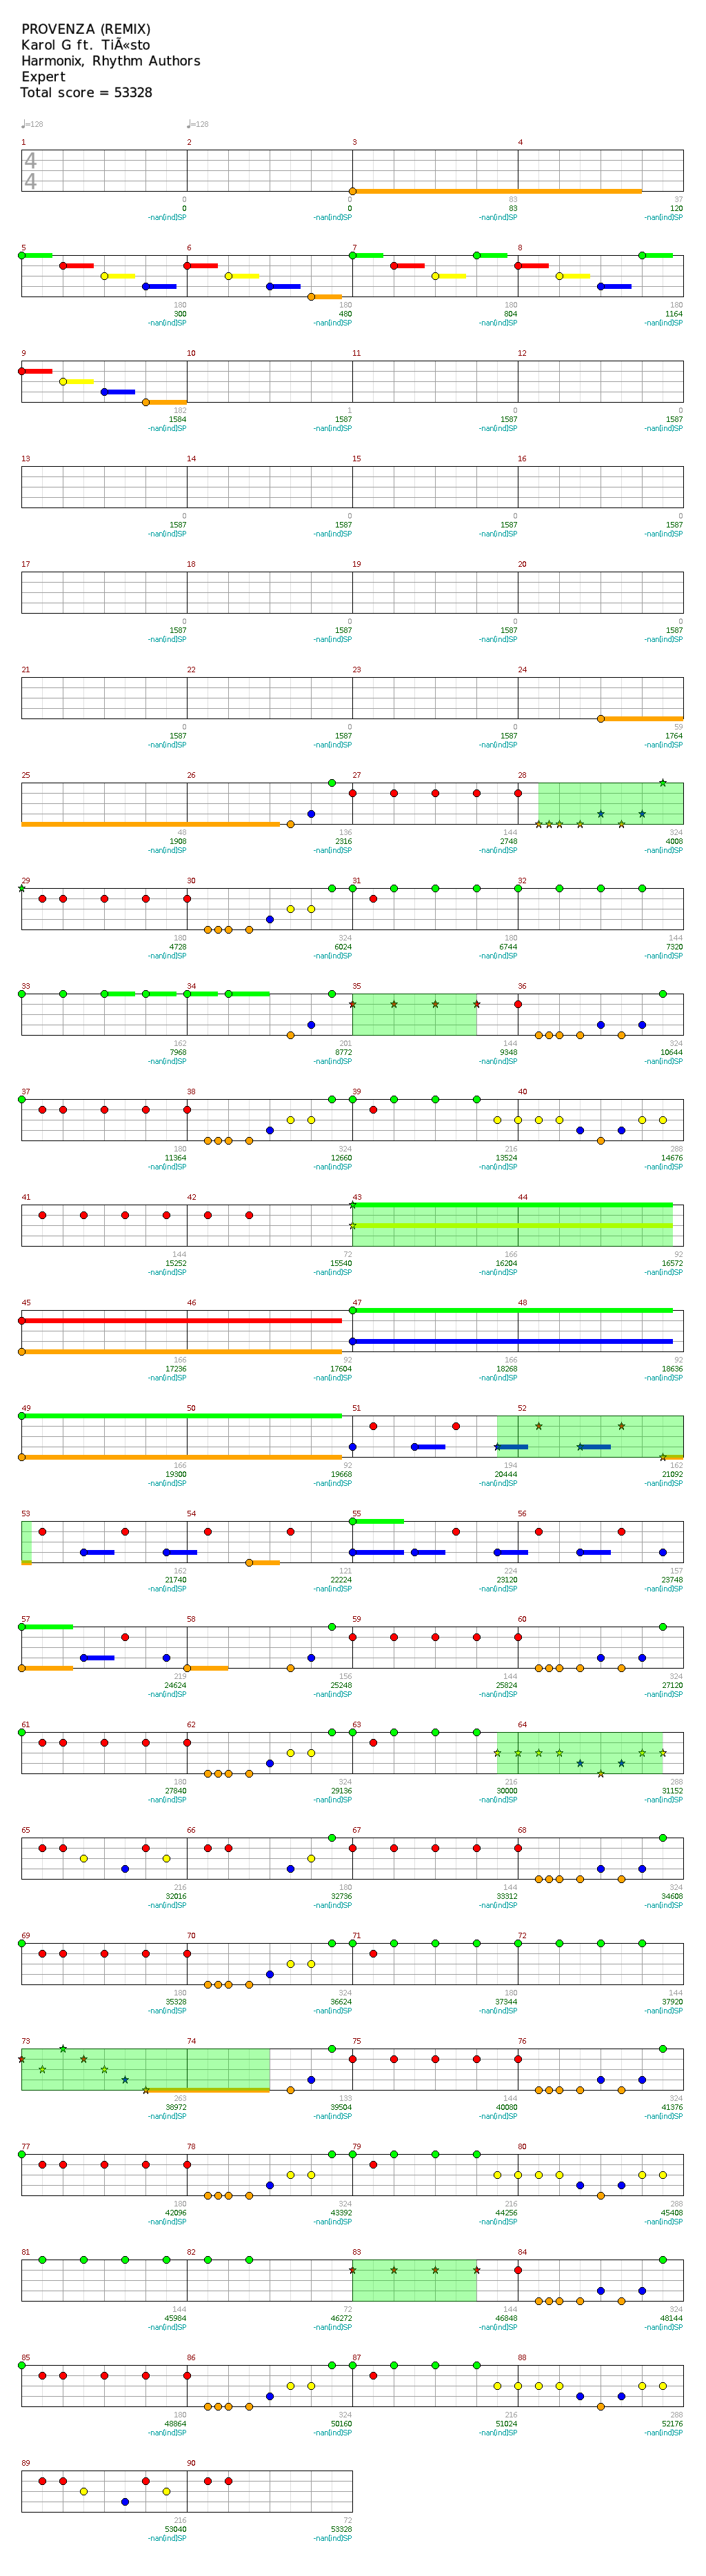 PROVENZA (REMIX)
Karol G ft. TiÃ«sto
Harmonix, Rhythm Authors
Expert
Total score = 53328
♩=128 ♩=128
1 2 3 4
4
4
0 0 83 37
0 0 83 120
-nan(ind)SP -nan(ind)SP -nan(ind)SP -nan(ind)SP
5 6 7 8
180 180 180 180
300 480 804 1164
-nan(ind)SP -nan(ind)SP -nan(ind)SP -nan(ind)SP
9 10 11 12
182 1 0 0
1584 1587 1587 1587
-nan(ind)SP -nan(ind)SP -nan(ind)SP -nan(ind)SP
13 14 15 16
0 0 0 0
1587 1587 1587 1587
-nan(ind)SP -nan(ind)SP -nan(ind)SP -nan(ind)SP
17 18 19 20
0 0 0 0
1587 1587 1587 1587
-nan(ind)SP -nan(ind)SP -nan(ind)SP -nan(ind)SP
21 22 23 24
0 0 0 59
1587 1587 1587 1764
-nan(ind)SP -nan(ind)SP -nan(ind)SP -nan(ind)SP
25 26 27 28
48 136 144 324
1908 2316 2748 4008
-nan(ind)SP -nan(ind)SP -nan(ind)SP -nan(ind)SP
29 30 31 32
180 324 180 144
4728 6024 6744 7320
-nan(ind)SP -nan(ind)SP -nan(ind)SP -nan(ind)SP
33 34 35 36
162 201 144 324
7968 8772 9348 10644
-nan(ind)SP -nan(ind)SP -nan(ind)SP -nan(ind)SP
37 38 39 40
180 324 216 288
11364 12660 13524 14676
-nan(ind)SP -nan(ind)SP -nan(ind)SP -nan(ind)SP
41 42 43 44
144 72 166 92
15252 15540 16204 16572
-nan(ind)SP -nan(ind)SP -nan(ind)SP -nan(ind)SP
45 46 47 48
166 92 166 92
17236 17604 18268 18636
-nan(ind)SP -nan(ind)SP -nan(ind)SP -nan(ind)SP
49 50 51 52
166 92 194 162
19300 19668 20444 21092
-nan(ind)SP -nan(ind)SP -nan(ind)SP -nan(ind)SP
53 54 55 56
162 121 224 157
21740 22224 23120 23748
-nan(ind)SP -nan(ind)SP -nan(ind)SP -nan(ind)SP
57 58 59 60
219 156 144 324
24624 25248 25824 27120
-nan(ind)SP -nan(ind)SP -nan(ind)SP -nan(ind)SP
61 62 63 64
180 324 216 288
27840 29136 30000 31152
-nan(ind)SP -nan(ind)SP -nan(ind)SP -nan(ind)SP
65 66 67 68
216 180 144 324
32016 32736 33312 34608
-nan(ind)SP -nan(ind)SP -nan(ind)SP -nan(ind)SP
69 70 71 72
180 324 180 144
35328 36624 37344 37920
-nan(ind)SP -nan(ind)SP -nan(ind)SP -nan(ind)SP
73 74 75 76
263 133 144 324
38972 39504 40080 41376
-nan(ind)SP -nan(ind)SP -nan(ind)SP -nan(ind)SP
77 78 79 80
180 324 216 288
42096 43392 44256 45408
-nan(ind)SP -nan(ind)SP -nan(ind)SP -nan(ind)SP
81 82 83 84
144 72 144 324
45984 46272 46848 48144
-nan(ind)SP -nan(ind)SP -nan(ind)SP -nan(ind)SP
85 86 87 88
180 324 216 288
48864 50160 51024 52176
-nan(ind)SP -nan(ind)SP -nan(ind)SP -nan(ind)SP
89 90
216 72
53040 53328
-nan(ind)SP -nan(ind)SP